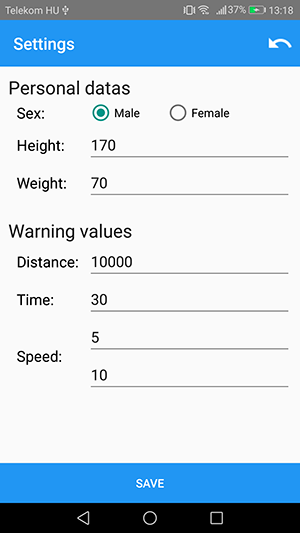 Telekom HU 37% 13:18
Settings
Personal datas
Sex: Male Female
Height: 170
Weight: 70
Warning values
Distance: 10000
Time: 30
Speed: 5
10
SAVE